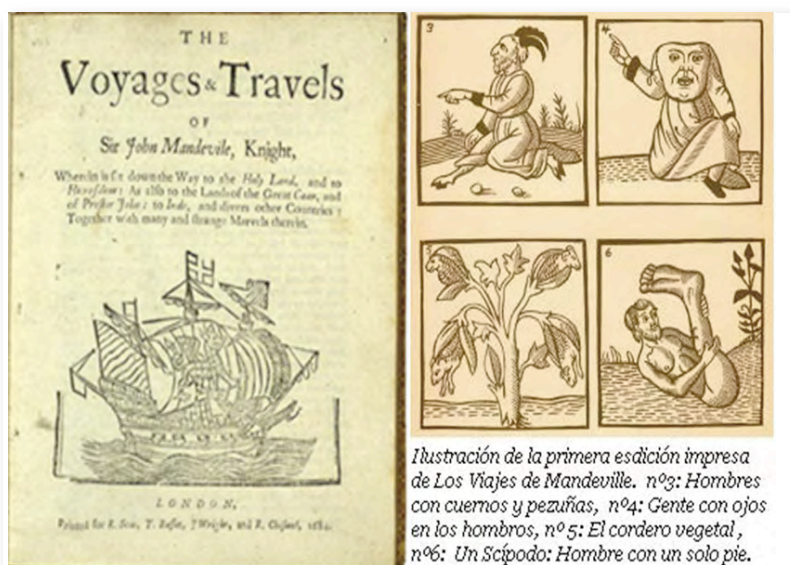 THE
Voyages & Travels
OF
Sir John Mandevile, Knight,
Wherein is set down the Way to the Holy Land, and to
Hierusalem: As also to the Lands of the Great Caan, and
of Prestor John: to Inde, and divers other Countries:
Together with many and strange Marvels therein.
LONDON,
Printed for R. Scot, T. Basset, J Wright, and R. Chiswel,
3
4
6
Ilustración de la primera esdición impresa
de Los Viajes de Mandeville. nº3: Hombres
con cuernos y pezuñas, nº4: Gente con ojos
en los hombros, nº 5: El cordero vegetal ,
nº6: Un Scípodo: Hombre con un solo pie.